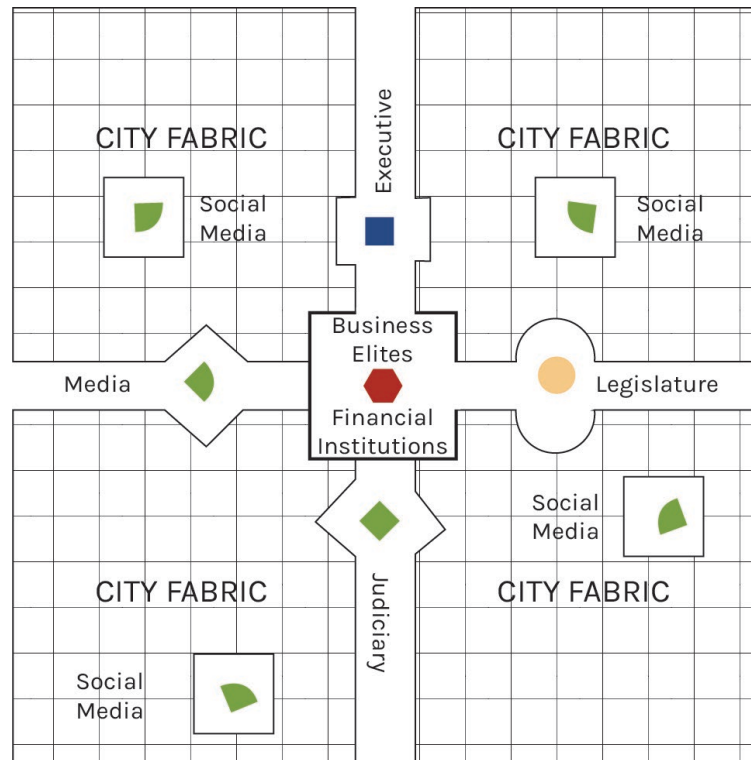 Executive
CITY FABRIC
CITY FABRIC
Social
Media
Social
Media
Business
Elites
Media
Legislature
Financial
Institutions
Social
Media
Judiciary
CITY FABRIC
CITY FABRIC
Social
Media